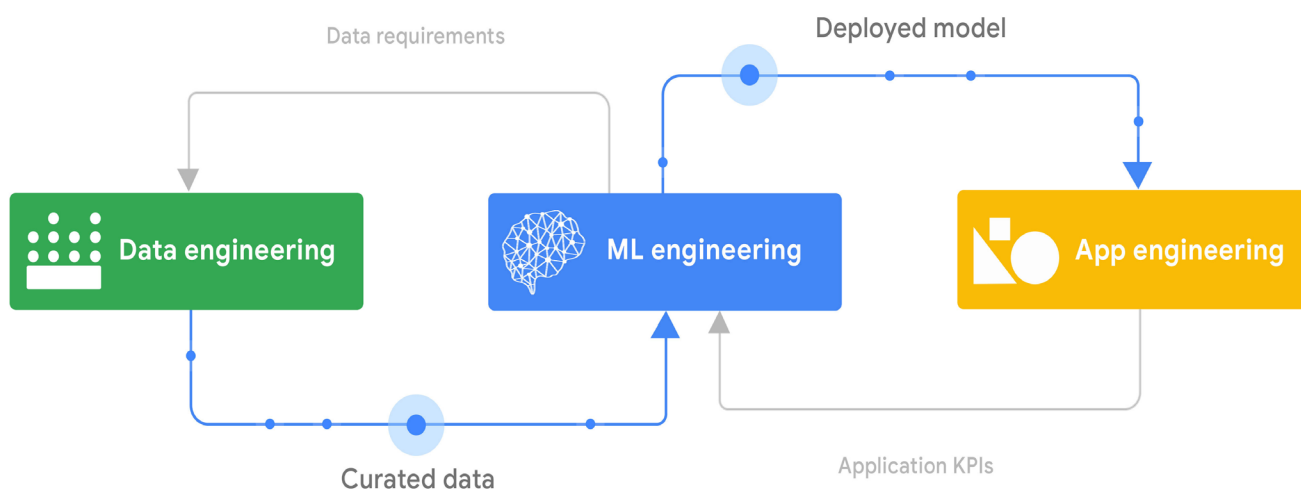 Deployed model
Data requirements
Data engineering
ML engineering
App engineering
Application KPIs
Curated data